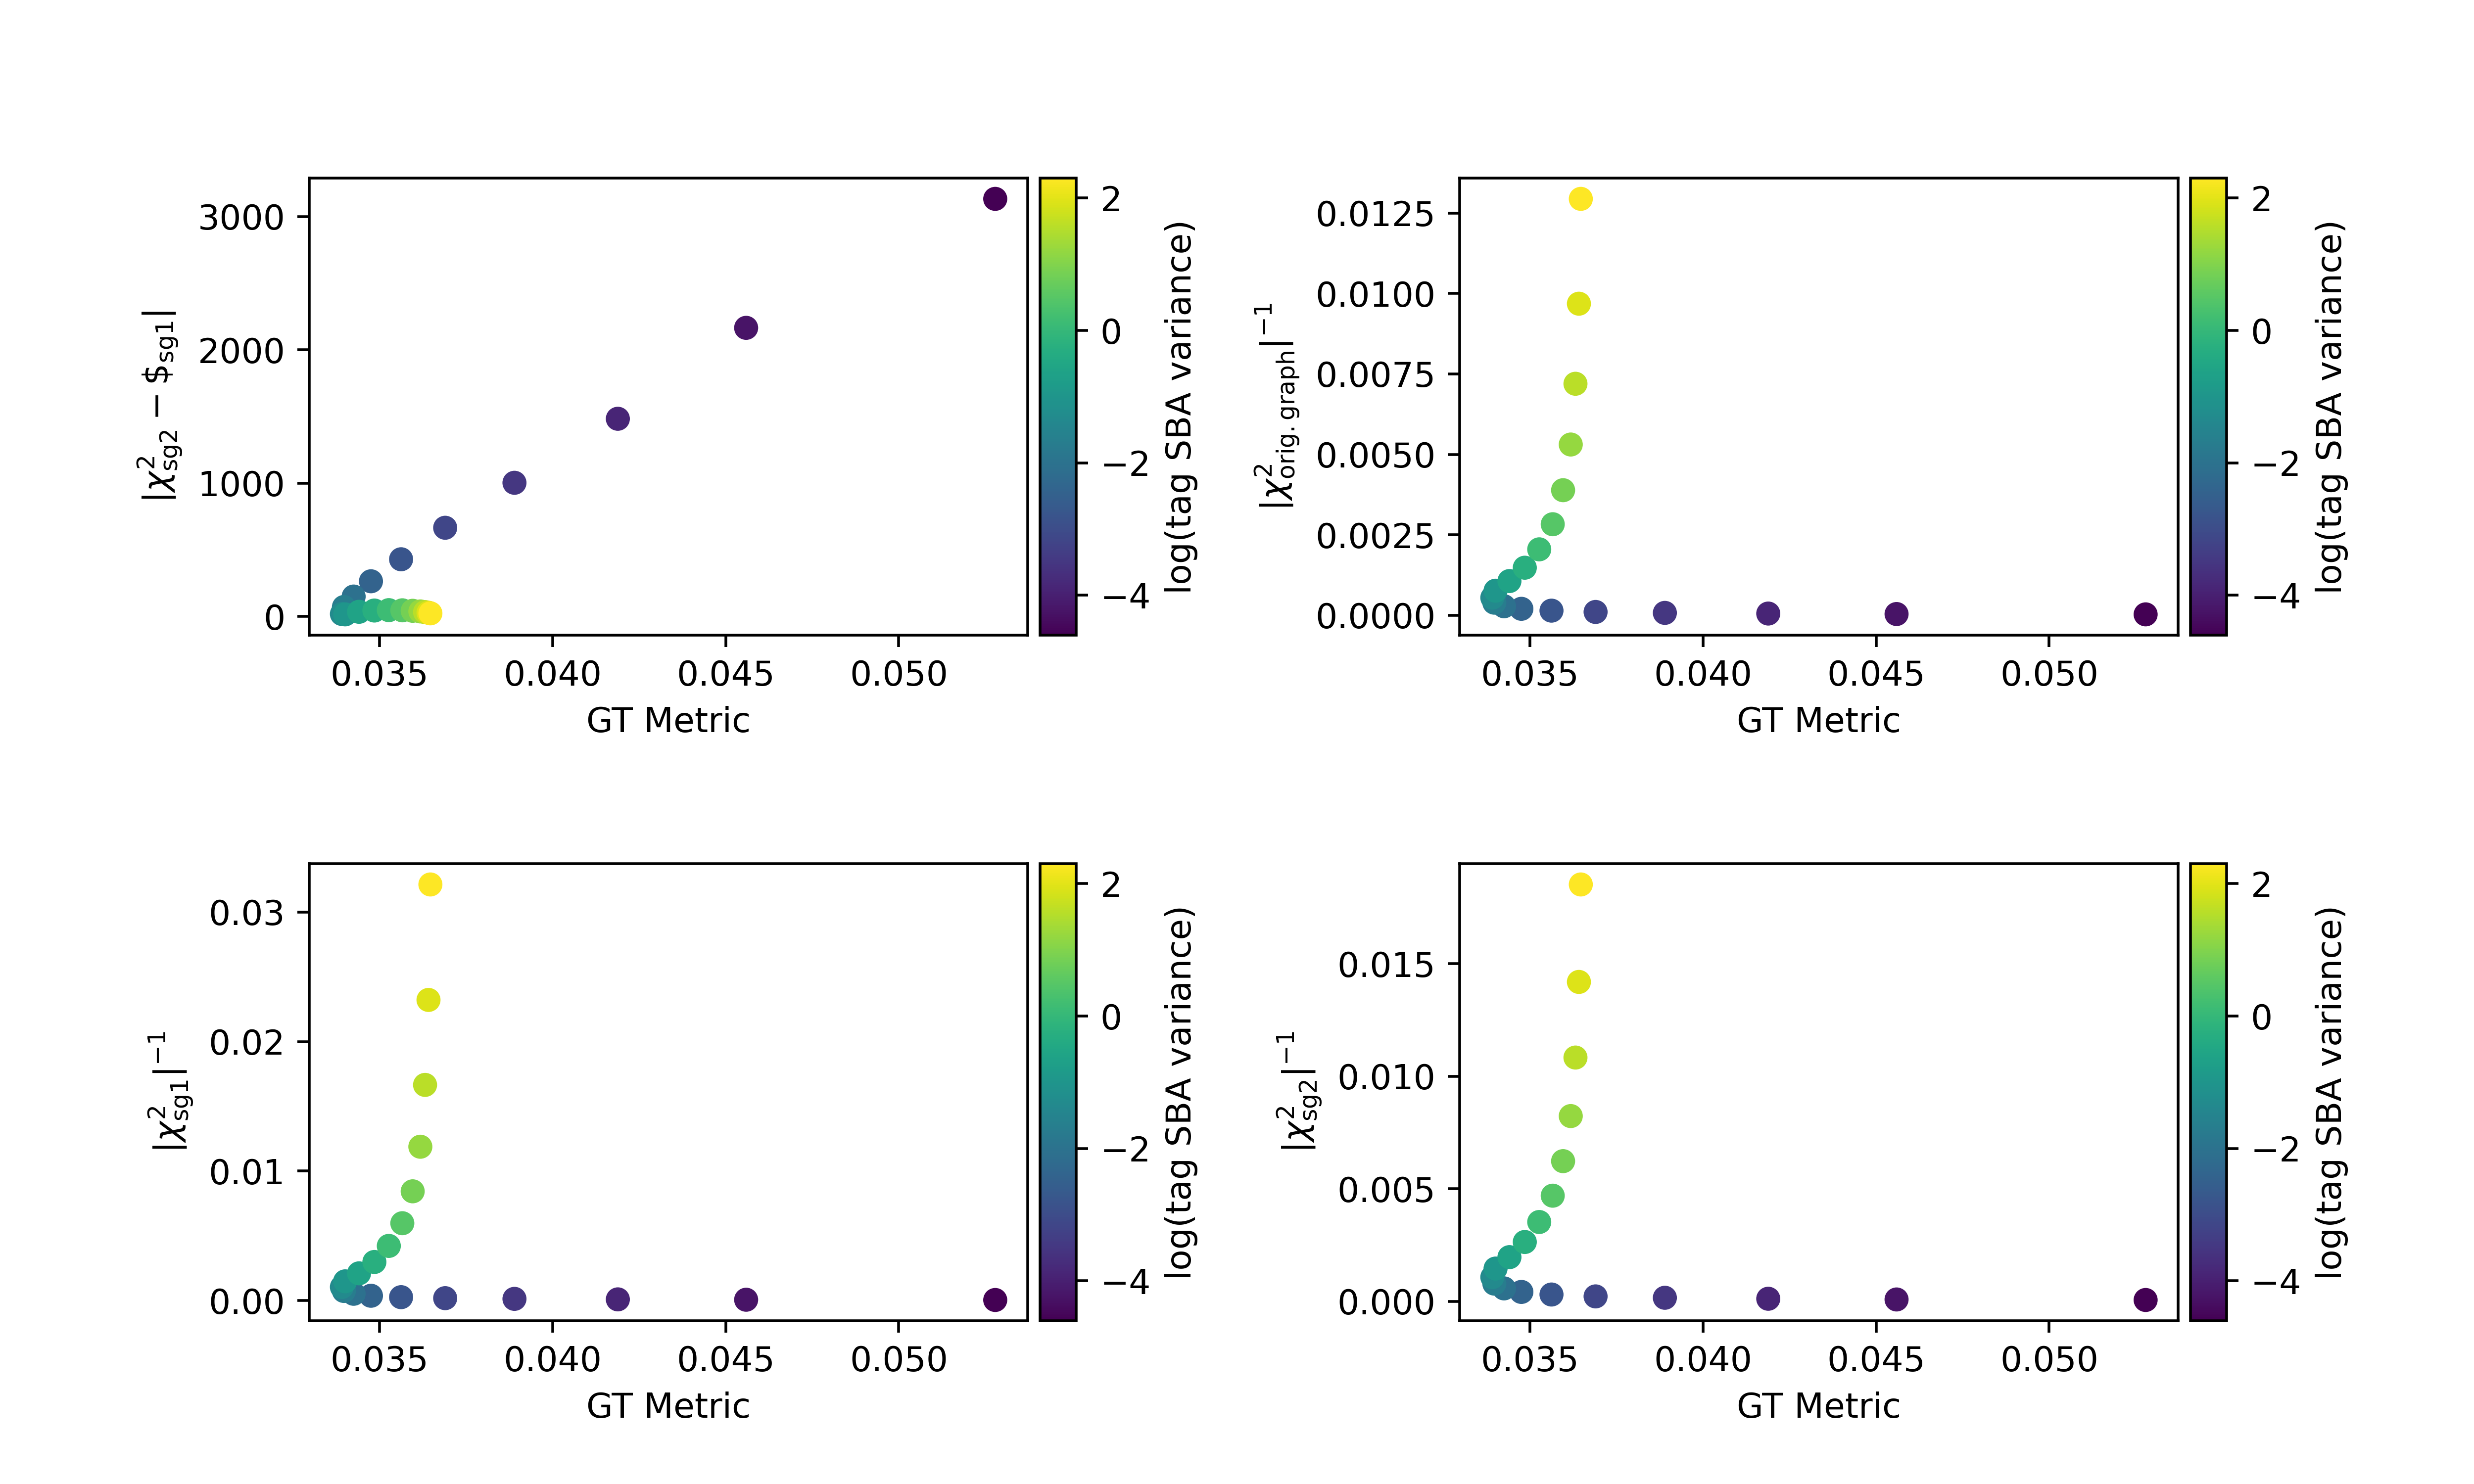 |χ²_sg2 − $_sg1|
3000
2000
1000
0
0.035 0.040 0.045 0.050
GT Metric
2
0
−2
−4
log(tag SBA variance)
|χ²_orig. graph|⁻¹
0.0125
0.0100
0.0075
0.0050
0.0025
0.0000
0.035 0.040 0.045 0.050
GT Metric
2
0
−2
−4
log(tag SBA variance)
|χ²_sg1|⁻¹
0.03
0.02
0.01
0.00
0.035 0.040 0.045 0.050
GT Metric
2
0
−2
−4
log(tag SBA variance)
|χ²_sg2|⁻¹
0.015
0.010
0.005
0.000
0.035 0.040 0.045 0.050
GT Metric
2
0
−2
−4
log(tag SBA variance)